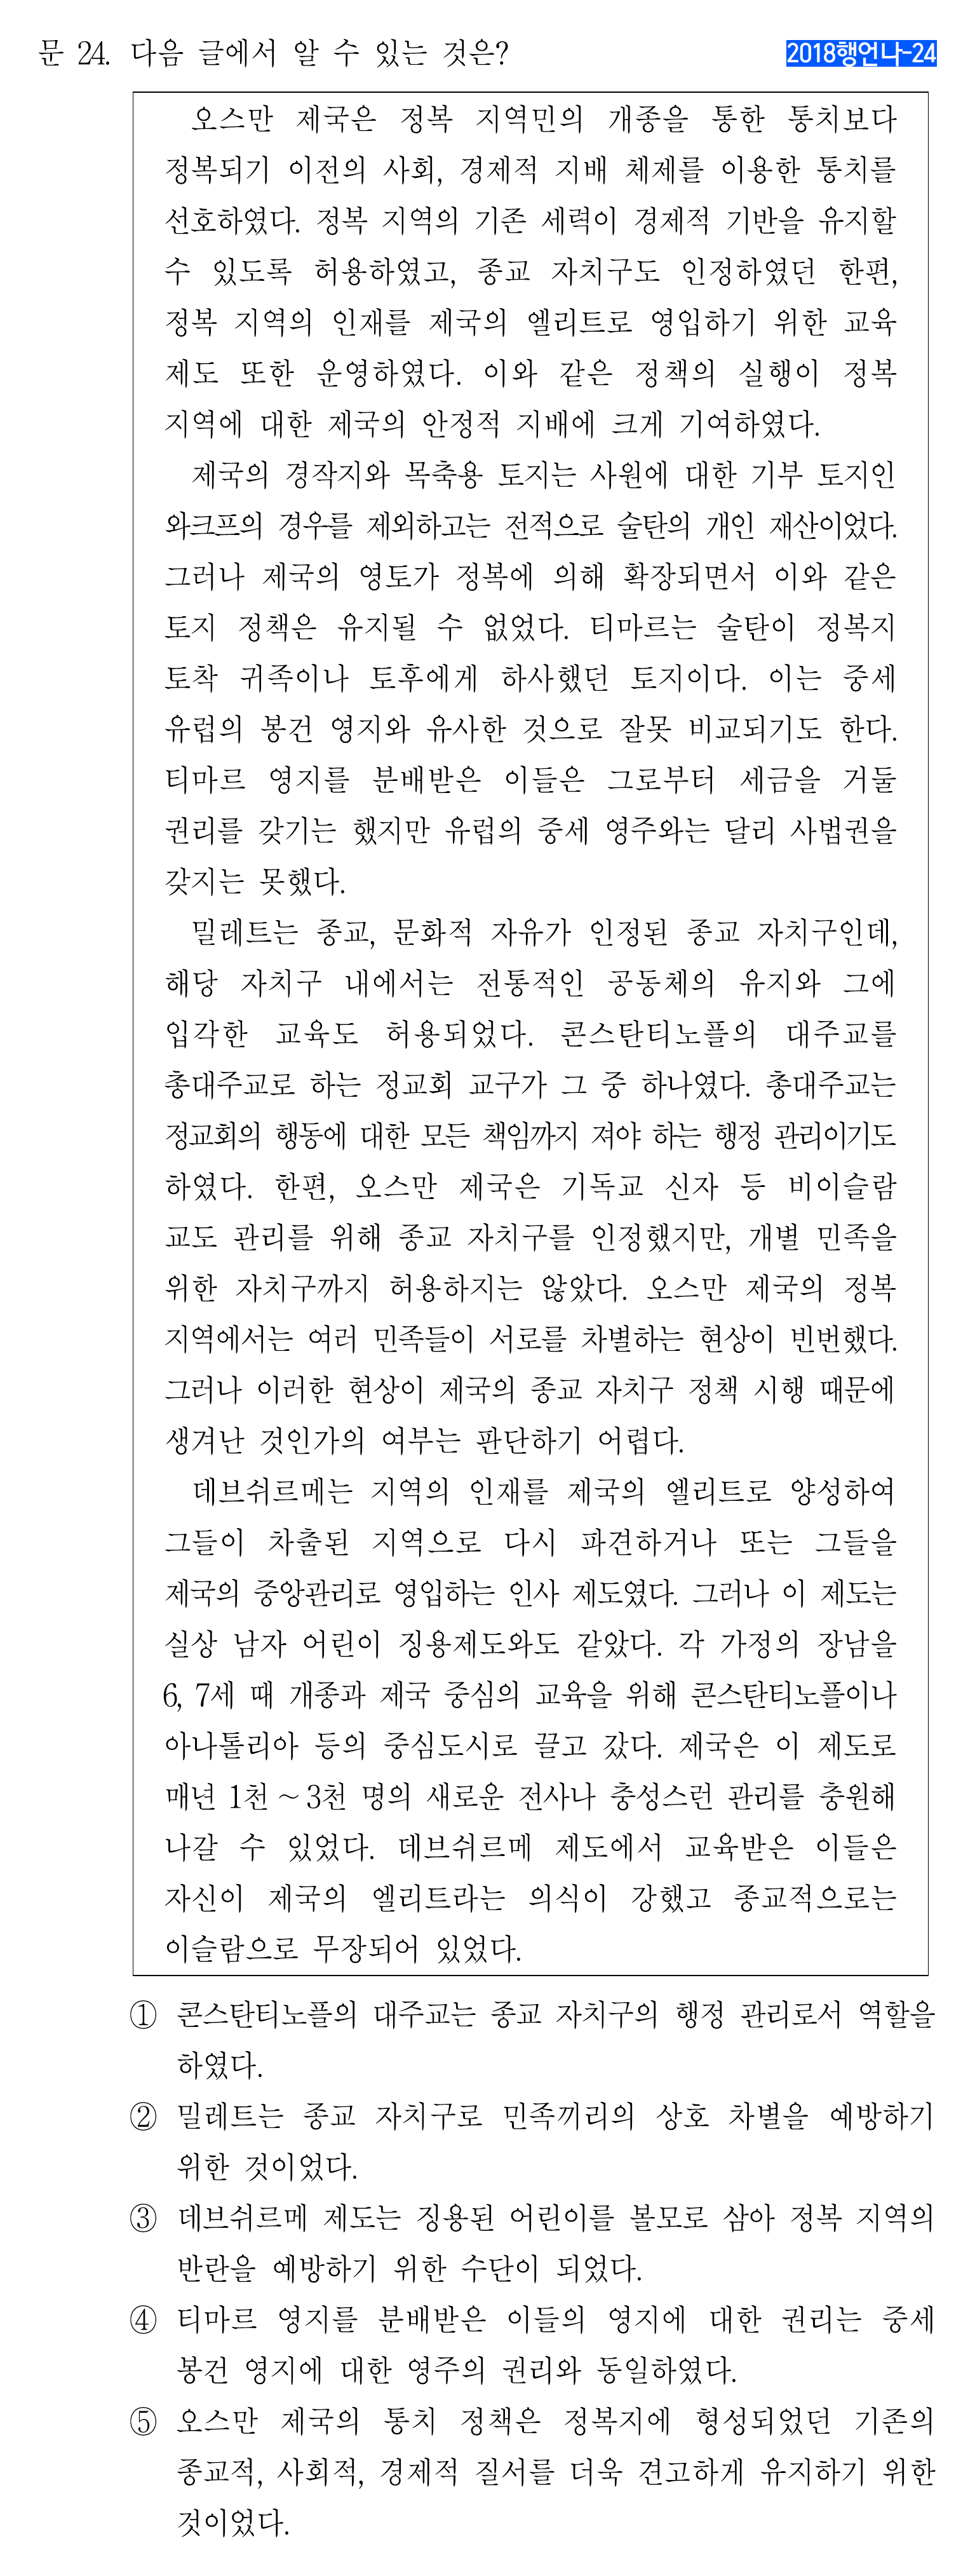 문 24. 다음 글에서 알 수 있는 것은?
2018행언나-24
오스만 제국은 정복 지역민의 개종을 통한 통치보다
정복되기 이전의 사회, 경제적 지배 체제를 이용한 통치를
선호하였다. 정복 지역의 기존 세력이 경제적 기반을 유지할
수 있도록 허용하였고, 종교 자치구도 인정하였던 한편,
정복 지역의 인재를 제국의 엘리트로 영입하기 위한 교육
제도 또한 운영하였다. 이와 같은 정책의 실행이 정복
지역에 대한 제국의 안정적 지배에 크게 기여하였다.
제국의 경작지와 목축용 토지는 사원에 대한 기부 토지인
와크프의 경우를 제외하고는 전적으로 술탄의 개인 재산이었다.
그러나 제국의 영토가 정복에 의해 확장되면서 이와 같은
토지 정책은 유지될 수 없었다. 티마르는 술탄이 정복지
토착 귀족이나 토후에게 하사했던 토지이다. 이는 중세
유럽의 봉건 영지와 유사한 것으로 잘못 비교되기도 한다.
티마르 영지를 분배받은 이들은 그로부터 세금을 거둘
권리를 갖기는 했지만 유럽의 중세 영주와는 달리 사법권을
갖지는 못했다.
밀레트는 종교, 문화적 자유가 인정된 종교 자치구인데,
해당 자치구 내에서는 전통적인 공동체의 유지와 그에
입각한 교육도 허용되었다. 콘스탄티노플의 대주교를
총대주교로 하는 정교회 교구가 그 중 하나였다. 총대주교는
정교회의 행동에 대한 모든 책임까지 져야 하는 행정 관리이기도
하였다. 한편, 오스만 제국은 기독교 신자 등 비이슬람
교도 관리를 위해 종교 자치구를 인정했지만, 개별 민족을
위한 자치구까지 허용하지는 않았다. 오스만 제국의 정복
지역에서는 여러 민족들이 서로를 차별하는 현상이 빈번했다.
그러나 이러한 현상이 제국의 종교 자치구 정책 시행 때문에
생겨난 것인가의 여부는 판단하기 어렵다.
데브쉬르메는 지역의 인재를 제국의 엘리트로 양성하여
그들이 차출된 지역으로 다시 파견하거나 또는 그들을
제국의 중앙관리로 영입하는 인사 제도였다. 그러나 이 제도는
실상 남자 어린이 징용제도와도 같았다. 각 가정의 장남을
6, 7세 때 개종과 제국 중심의 교육을 위해 콘스탄티노플이나
아나톨리아 등의 중심도시로 끌고 갔다. 제국은 이 제도로
매년 1천 ~ 3천 명의 새로운 전사나 충성스런 관리를 충원해
나갈 수 있었다. 데브쉬르메 제도에서 교육받은 이들은
자신이 제국의 엘리트라는 의식이 강했고 종교적으로는
이슬람으로 무장되어 있었다.
① 콘스탄티노플의 대주교는 종교 자치구의 행정 관리로서 역할을
하였다.
② 밀레트는 종교 자치구로 민족끼리의 상호 차별을 예방하기
위한 것이었다.
③ 데브쉬르메 제도는 징용된 어린이를 볼모로 삼아 정복 지역의
반란을 예방하기 위한 수단이 되었다.
④ 티마르 영지를 분배받은 이들의 영지에 대한 권리는 중세
봉건 영지에 대한 영주의 권리와 동일하였다.
⑤ 오스만 제국의 통치 정책은 정복지에 형성되었던 기존의
종교적, 사회적, 경제적 질서를 더욱 견고하게 유지하기 위한
것이었다.